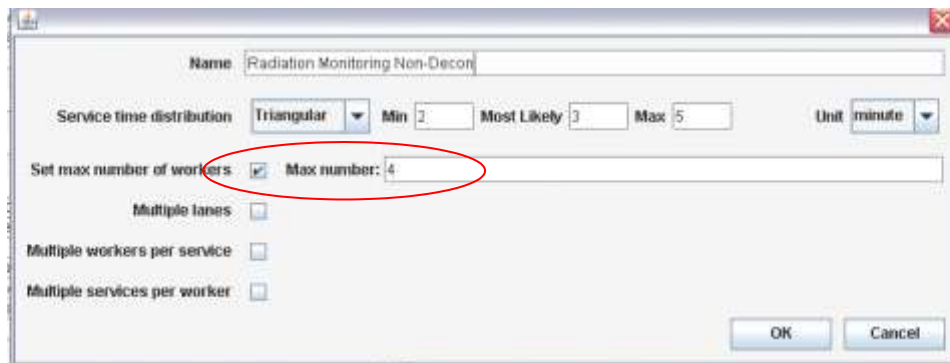 Name Radiation Monitoring Non-Decon
Service time distribution Triangular Min 2 Most Likely 3 Max 5 Unit minute
Set max number of workers Max number: 4
Multiple lanes
Multiple workers per service
Multiple services per worker
OK Cancel